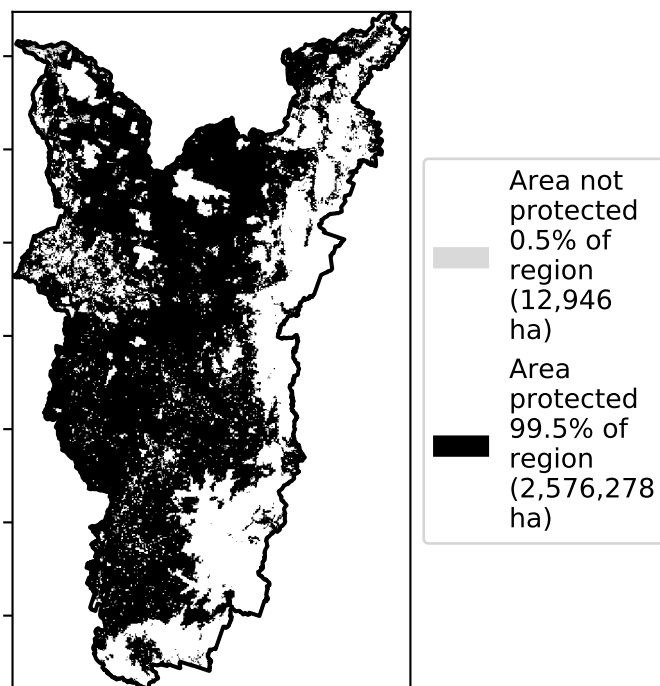 Area not
protected
0.5% of
region
(12,946
ha)
Area
protected
99.5% of
region
(2,576,278
ha)